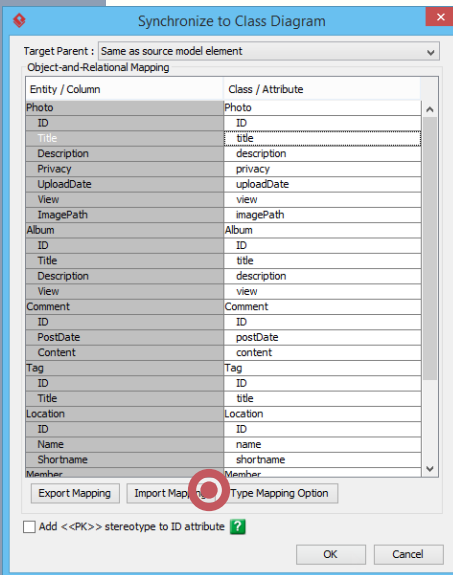 Synchronize to Class Diagram
Target Parent : Same as source model element
Object-and-Relational Mapping
Entity / Column Class / Attribute
Photo Photo
ID ID
Title title
Description description
Privacy privacy
UploadDate uploadDate
View view
ImagePath imagePath
Album Album
ID ID
Title title
Description description
View view
Comment Comment
ID ID
PostDate postDate
Content content
Tag Tag
ID ID
Title title
Location Location
ID ID
Name name
Shortname shortname
Member Member
Export Mapping Import Mapping Type Mapping Option
Add <<PK>> stereotype to ID attribute ?
OK Cancel